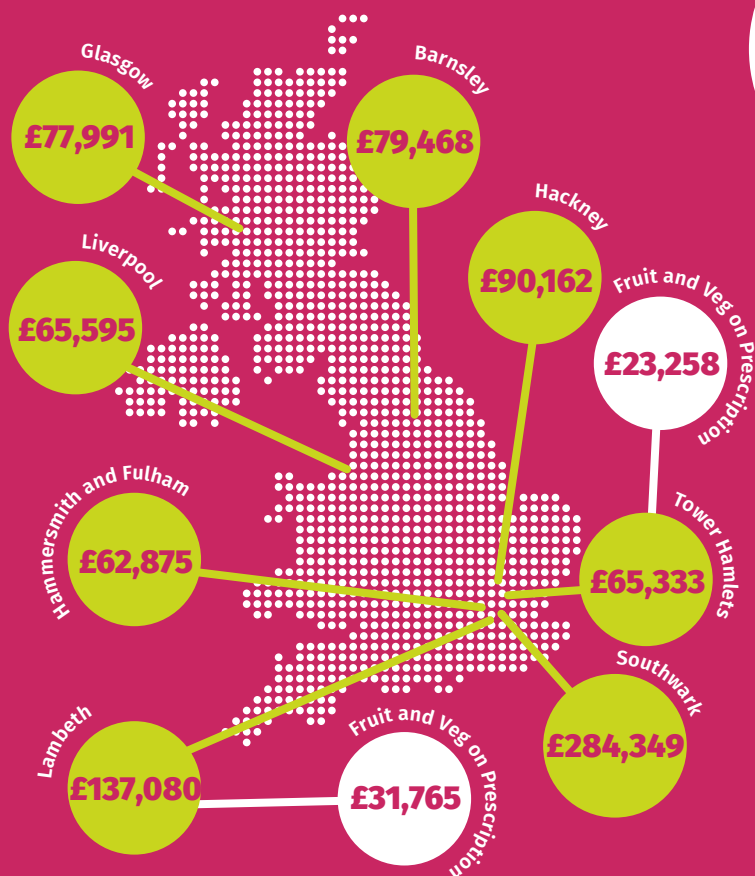 Glasgow
£77,991
Barnsley
£79,468
Hackney
£90,162
Liverpool
£65,595
Fruit and Veg on Prescription
£23,258
Hammersmith and Fulham
£62,875
Tower Hamlets
£65,333
Southwark
£284,349
Lambeth
£137,080
Fruit and Veg on Prescription
£31,765